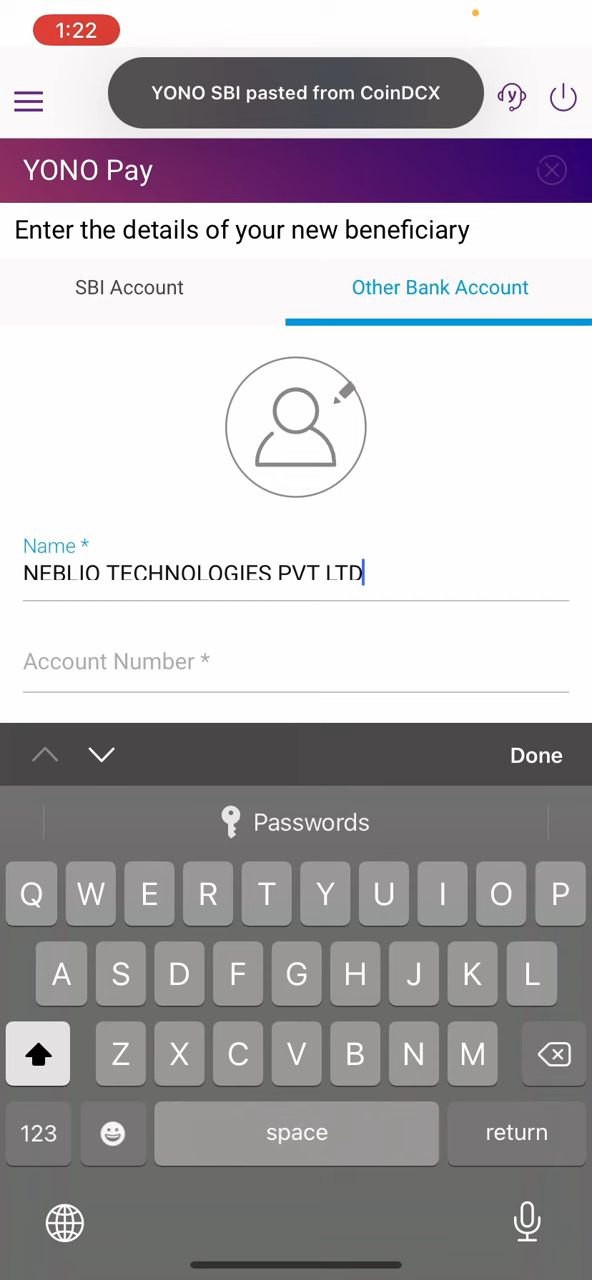 1:22
YONO SBI pasted from CoinDCX
y
YONO Pay
Enter the details of your new beneficiary
SBI Account
Other Bank Account
Name *
NEBLIO TECHNOLOGIES PVT LTD
Account Number *
Done
Passwords
Q W E R T Y U I O P
A S D F G H J K L
Z X C V B N M
123
space
return